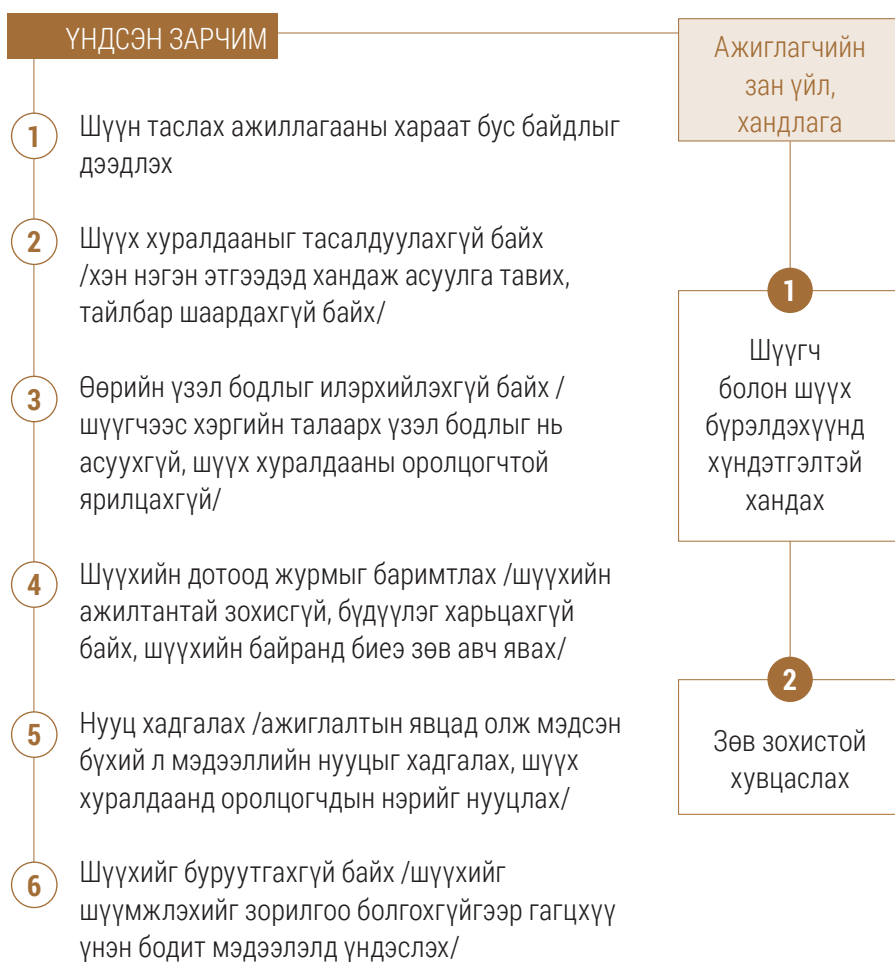 ҮНДСЭН ЗАРЧИМ
1
Шүүн таслах ажиллагааны хараат бус байдлыг
дээдлэх
2
Шүүх хуралдааныг тасалдуулахгүй байх
/хэн нэгэн этгээдэд хандаж асуулга тавих,
тайлбар шаардахгүй байх/
3
Өөрийн үзэл бодлыг илэрхийлэхгүй байх /
шүүгчээс хэргийн талаарх үзэл бодлыг нь
асуухгүй, шүүх хуралдааны оролцогчтой
ярилцахгүй/
4
Шүүхийн дотоод журмыг баримтлах /шүүхийн
ажилтантай зохисгүй, бүдүүлэг харьцахгүй
байх, шүүхийн байранд биеэ зөв авч явах/
5
Нууц хадгалах /ажиглалтын явцад олж мэдсэн
бүхий л мэдээллийн нууцыг хадгалах, шүүх
хуралдаанд оролцогчдын нэрийг нууцлах/
6
Шүүхийг буруутгахгүй байх /шүүхийг
шүүмжлэхийг зорилгоо болгохгүйгээр гагцхүү
үнэн бодит мэдээлэлд үндэслэх/
Ажиглагчийн
зан үйл,
хандлага
1
Шүүгч
болон шүүх
бүрэлдэхүүнд
хүндэтгэлтэй
хандах
2
Зөв зохистой
хувцаслах